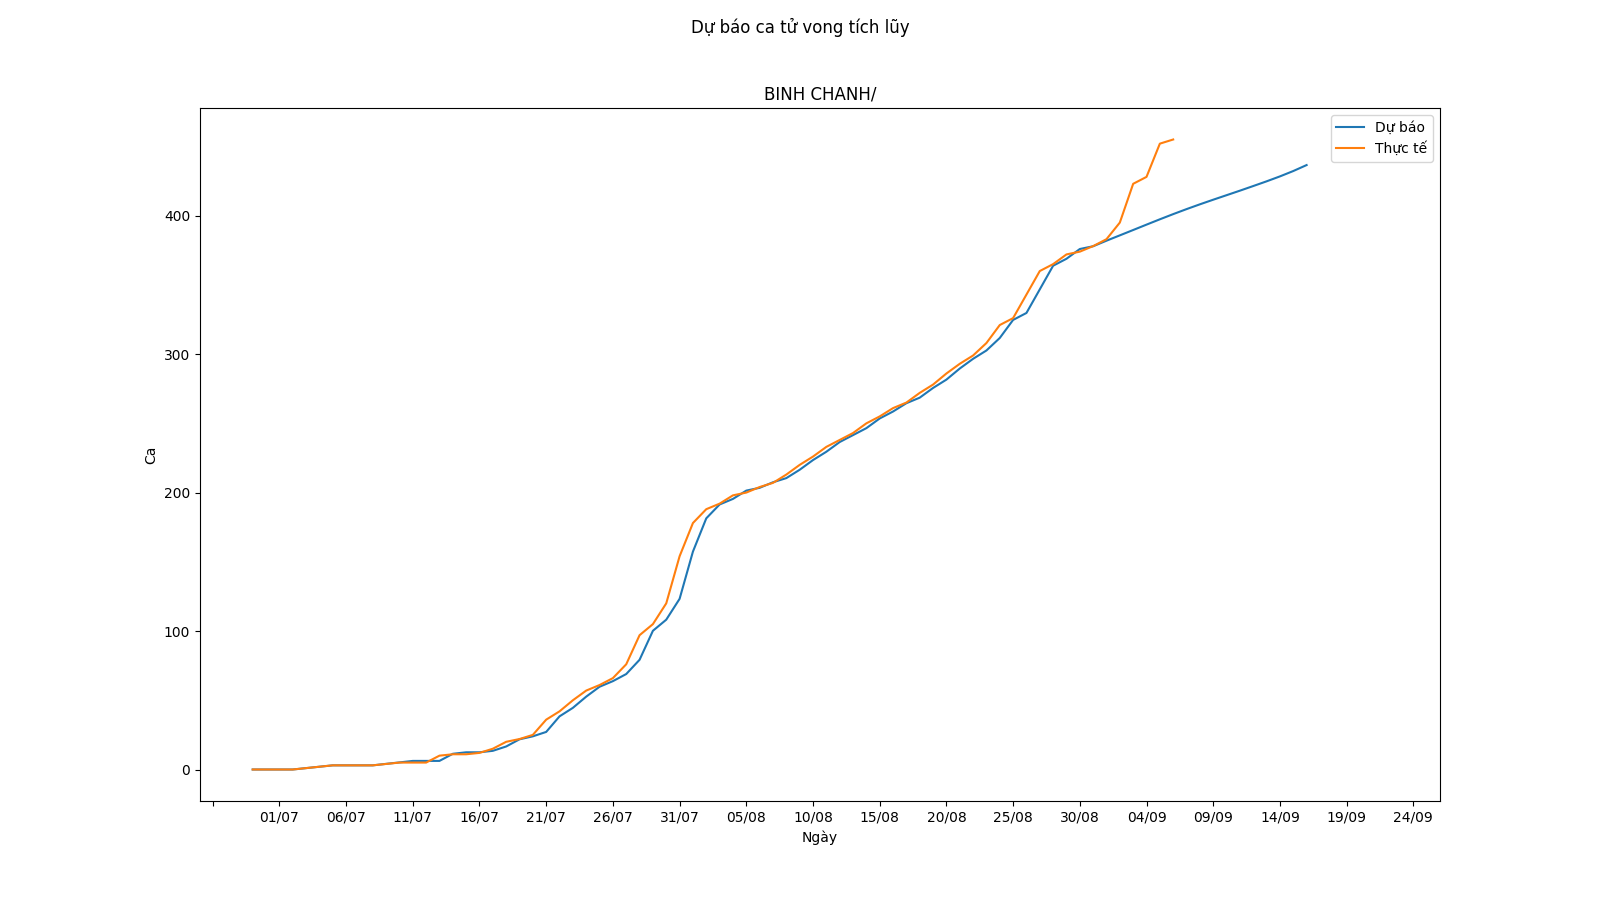 Dự báo ca tử vong tích lũy
BINH CHANH/
Dự báo
Thực tế
400
300
200
100
0
Ca
01/07 06/07 11/07 16/07 21/07 26/07 31/07 05/08 10/08 15/08 20/08 25/08 30/08 04/09 09/09 14/09 19/09 24/09
Ngày